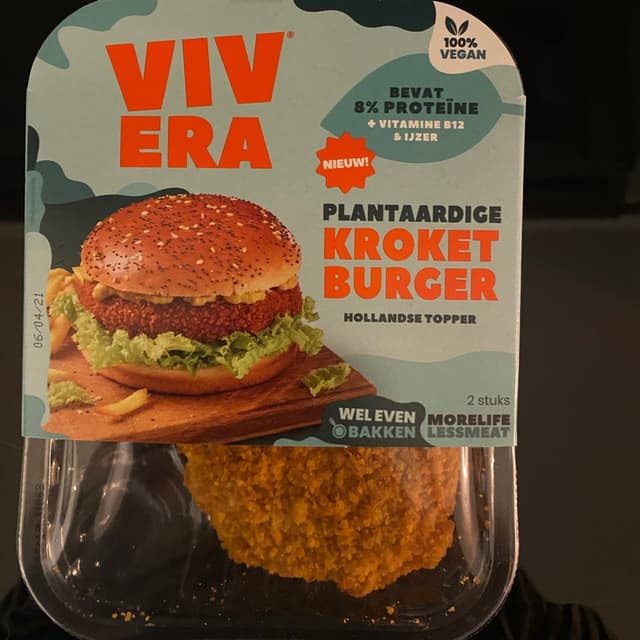 VIV
ERA®
100%
VEGAN
BEVAT
8% PROTEÏNE
+ VITAMINE B12
& IJZER
NIEUW!
PLANTAARDIGE
KROKET
BURGER
HOLLANDSE TOPPER
06/04/21
2 stuks
WEL EVEN
BAKKEN
MORELIFE
LESSMEAT